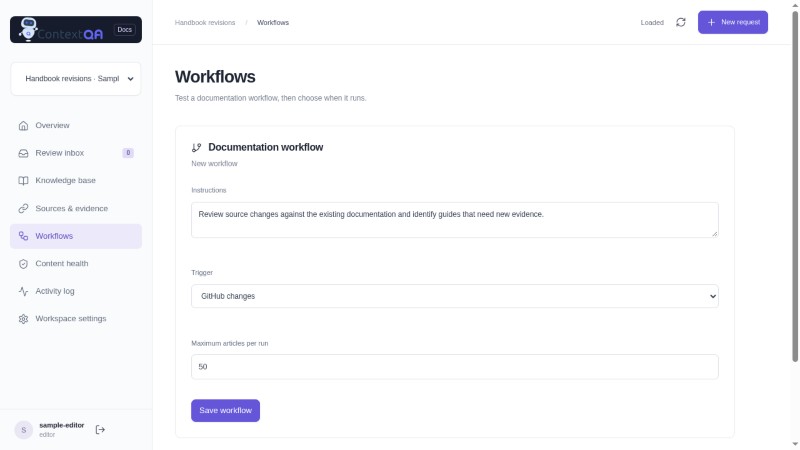 ContextQA
Docs
Handbook revisions · Sampl
Overview
Review inbox
Knowledge base
Sources & evidence
Workflows
Content health
Activity log
Workspace settings
S
sample-editor
editor
Handbook revisions / Workflows
Loaded
New request
Workflows
Test a documentation workflow, then choose when it runs.
Documentation workflow
New workflow
Instructions
Review source changes against the existing documentation and identify guides that need new evidence.
Trigger
GitHub changes
Maximum articles per run
50
Save workflow